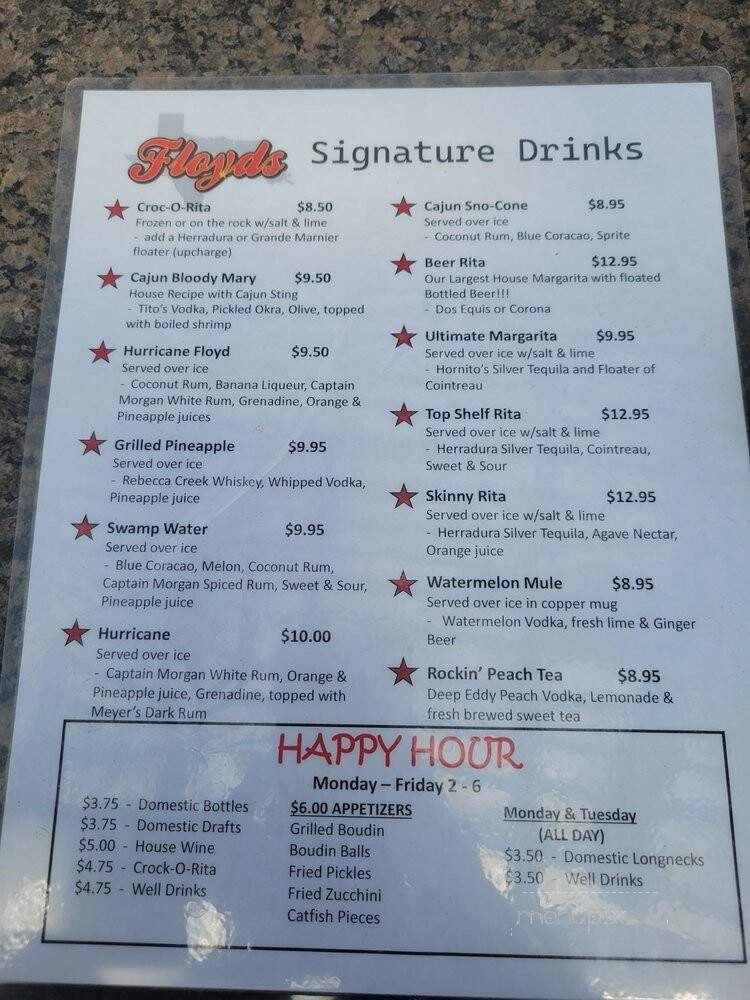 Floyds Signature Drinks
Croc-O-Rita $8.50
Frozen or on the rock w/salt & lime
- add a Herradura or Grande Marnier
floater (upcharge)
Cajun Bloody Mary $9.50
House Recipe with Cajun Sting
- Tito's Vodka, Pickled Okra, Olive, topped
with boiled shrimp
Hurricane Floyd $9.50
Served over ice
- Coconut Rum, Banana Liqueur, Captain
Morgan White Rum, Grenadine, Orange &
Pineapple juices
Grilled Pineapple $9.95
Served over ice
- Rebecca Creek Whiskey, Whipped Vodka,
Pineapple juice
Swamp Water $9.95
Served over ice
- Blue Coracao, Melon, Coconut Rum,
Captain Morgan Spiced Rum, Sweet & Sour,
Pineapple juice
Hurricane $10.00
Served over ice
- Captain Morgan White Rum, Orange &
Pineapple juice, Grenadine, topped with
Meyer's Dark Rum
Cajun Sno-Cone $8.95
Served over ice
- Coconut Rum, Blue Coracao, Sprite
Beer Rita $12.95
Our Largest House Margarita with floated
Bottled Beer!!!
- Dos Equis or Corona
Ultimate Margarita $9.95
Served over ice w/salt & lime
- Hornito's Silver Tequila and Floater of
Cointreau
Top Shelf Rita $12.95
Served over ice w/salt & lime
- Herradura Silver Tequila, Cointreau,
Sweet & Sour
Skinny Rita $12.95
Served over ice w/salt & lime
- Herradura Silver Tequila, Agave Nectar,
Orange juice
Watermelon Mule $8.95
Served over ice in copper mug
- Watermelon Vodka, fresh lime & Ginger
Beer
Rockin' Peach Tea $8.95
Deep Eddy Peach Vodka, Lemonade &
fresh brewed sweet tea
HAPPY HOUR
Monday – Friday 2 - 6
$3.75 - Domestic Bottles
$3.75 - Domestic Drafts
$5.00 - House Wine
$4.75 - Crock-O-Rita
$4.75 - Well Drinks
$6.00 APPETIZERS
Grilled Boudin
Boudin Balls
Fried Pickles
Fried Zucchini
Catfish Pieces
Monday & Tuesday
(ALL DAY)
$3.50 - Domestic Longnecks
$3.50 - Well Drinks